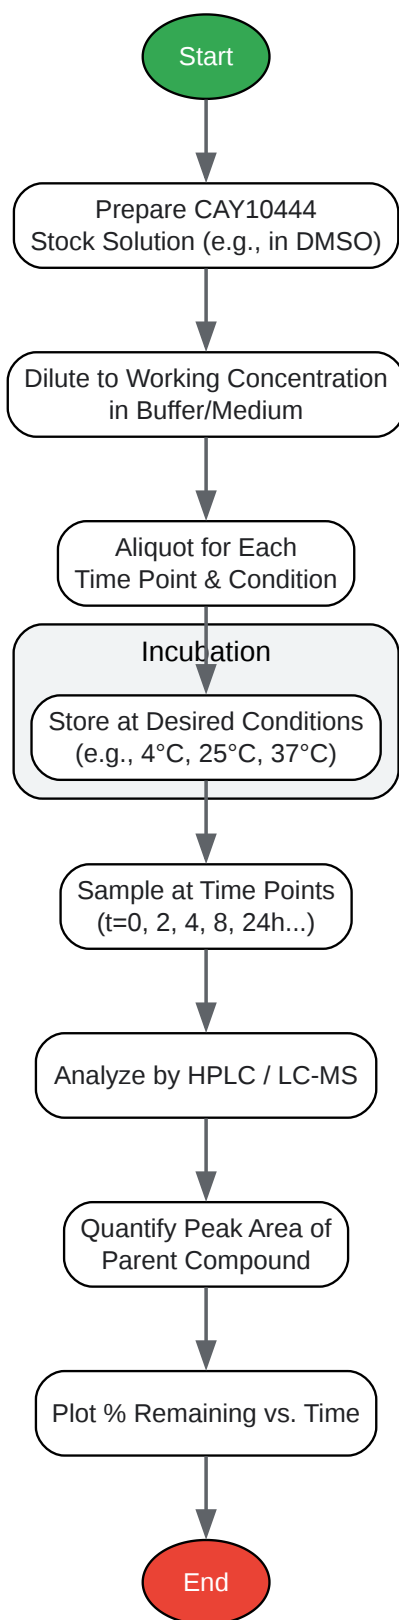 Start
Prepare CAY10444
Stock Solution (e.g., in DMSO)
Dilute to Working Concentration
in Buffer/Medium
Aliquot for Each
Time Point & Condition
Incubation
Store at Desired Conditions
(e.g., 4°C, 25°C, 37°C)
Sample at Time Points
(t=0, 2, 4, 8, 24h...)
Analyze by HPLC / LC-MS
Quantify Peak Area of
Parent Compound
Plot % Remaining vs. Time
End